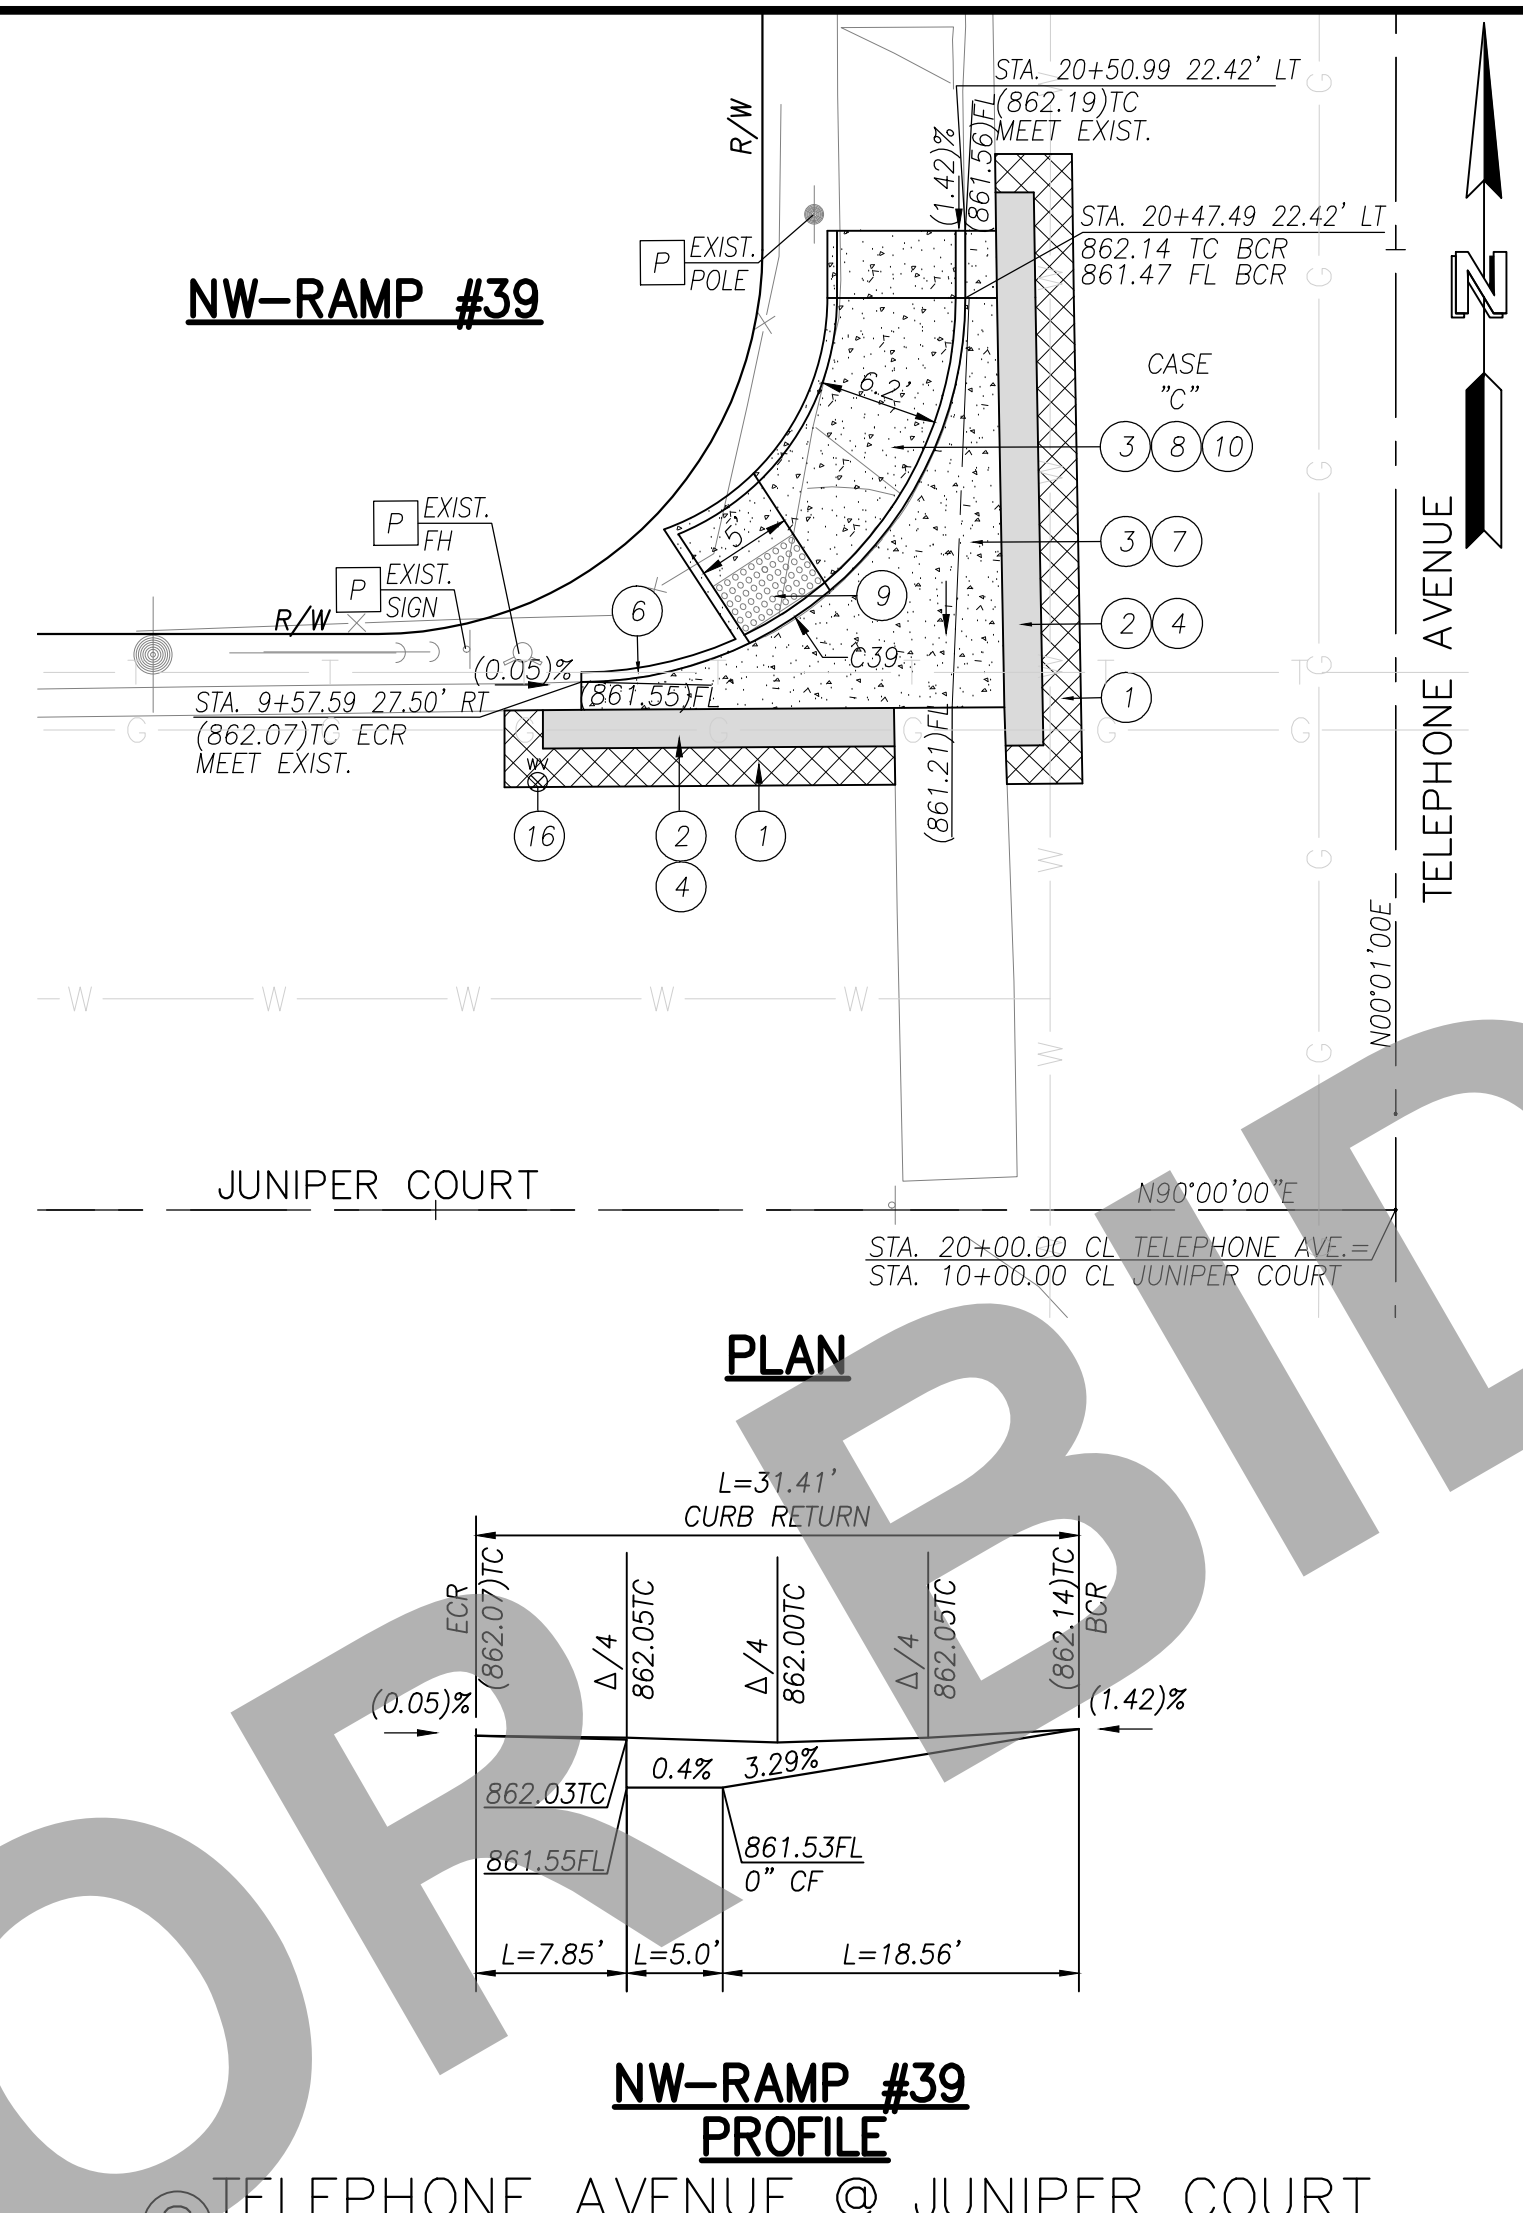 STA. 20+50.99 22.42' LT
(862.19)TC
MEET EXIST.
(1.42)%
(861.56)FL
R/W
STA. 20+47.49 22.42' LT
862.14 TC BCR
861.47 FL BCR
P
EXIST.
POLE
NW-RAMP #39
N
CASE
"C"
6.2'
3 8 10
P
EXIST.
FH
5'
3 7
P
EXIST.
SIGN
9
6
R/W
2 4
C39
(0.05)%
(861.55)FL
1
STA. 9+57.59 27.50' RT
(862.07)TC ECR
MEET EXIST.
WV
(861.21)FL
TELEPHONE AVENUE
16
2
1
4
N00°01'00E
W W W W W
W
W
W
W
W
W
G
G
G
G
G
G
G G G G G G G
T T T T T T T
JUNIPER COURT
N90°00'00"E
STA. 20+00.00 CL TELEPHONE AVE.=
STA. 10+00.00 CL JUNIPER COURT
PLAN
L=31.41'
CURB RETURN
ECR
(862.07)TC
Δ/4
862.05TC
Δ/4
862.00TC
Δ/4
862.05TC
(862.14)TC
BCR
(0.05)%
(1.42)%
0.4%
3.29%
862.03TC
861.55FL
861.53FL
0" CF
L=7.85'
L=5.0'
L=18.56'
NW-RAMP #39
PROFILE
TELEPHONE AVENUE @ JUNIPER COURT
OR BID